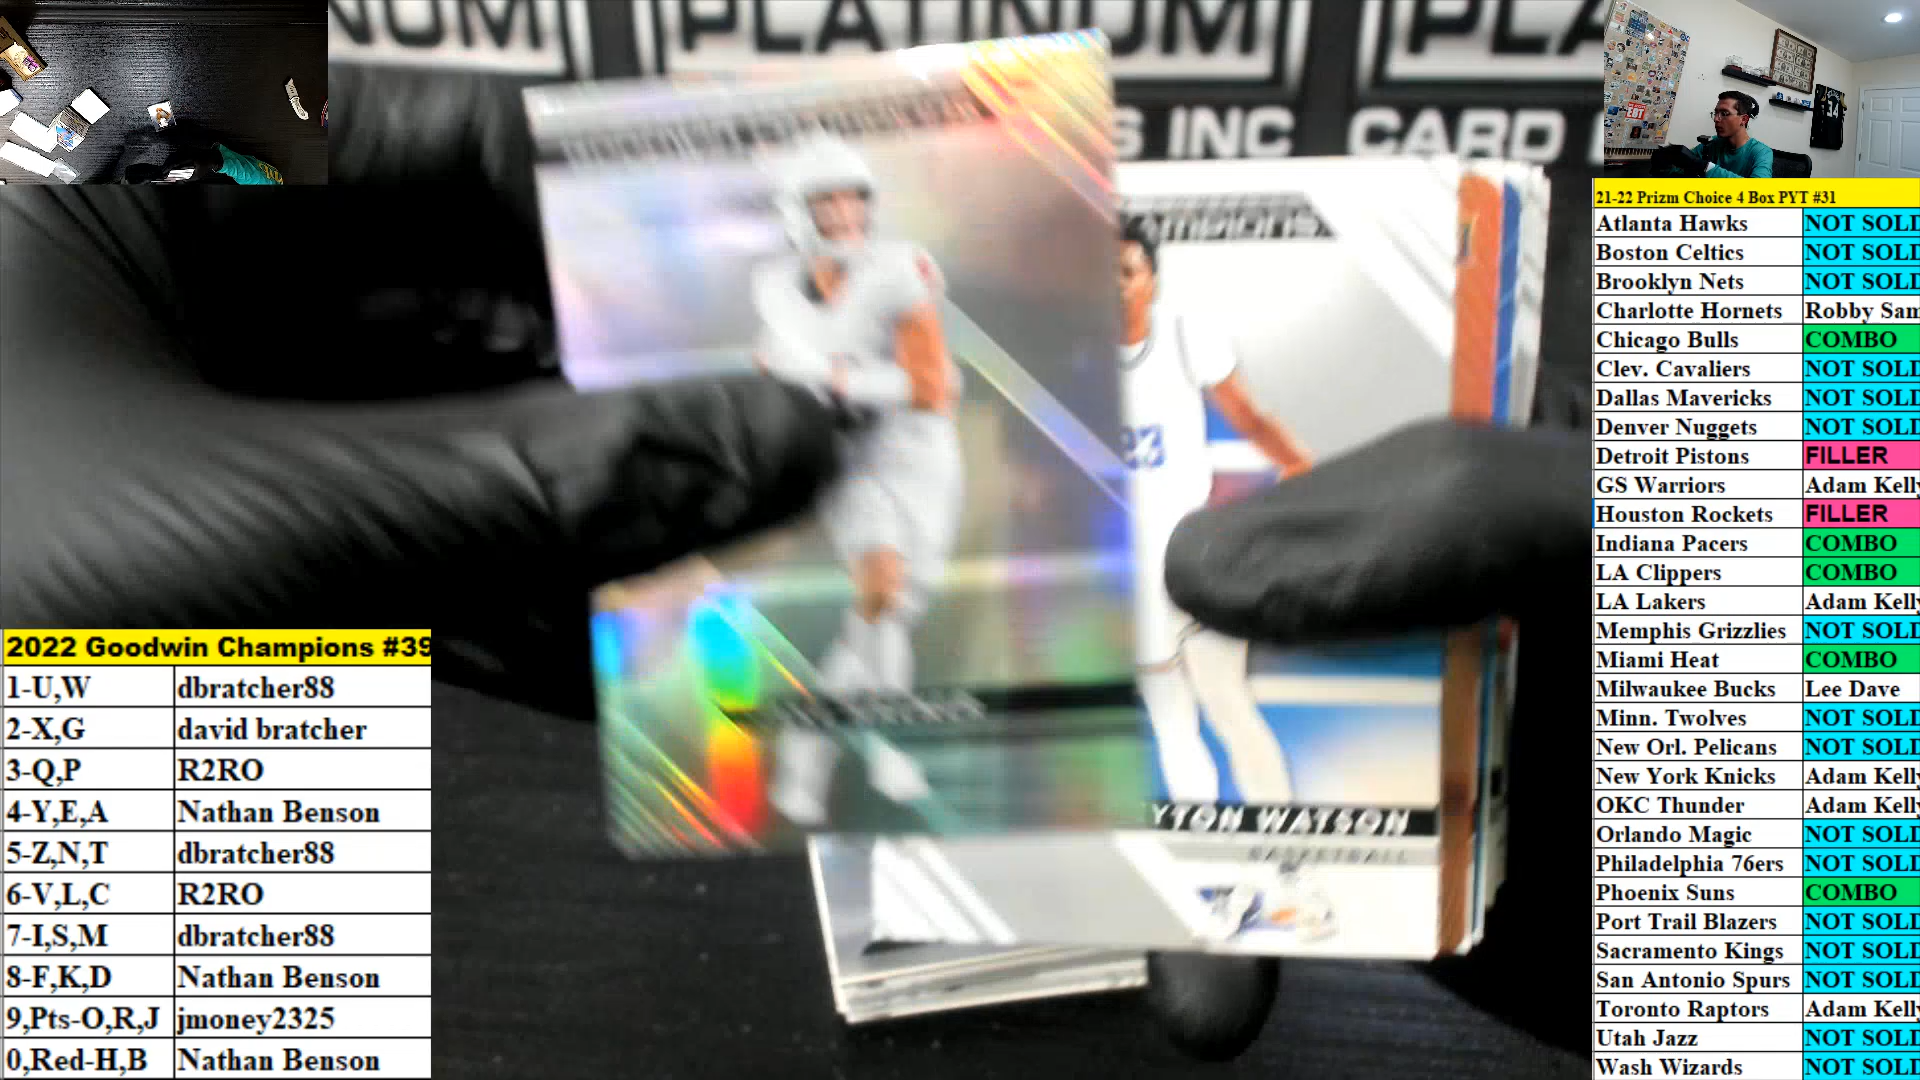 PLATINUM
S INC CARD
23
YTON WATSON
BASKETBALL
2022 Goodwin Champions #39
1-U,W dbratcher88
2-X,G david bratcher
3-Q,P R2RO
4-Y,E,A Nathan Benson
5-Z,N,T dbratcher88
6-V,L,C R2RO
7-I,S,M dbratcher88
8-F,K,D Nathan Benson
9,Pts-O,R,J jmoney2325
0,Red-H,B Nathan Benson
21-22 Prizm Choice 4 Box PYT #31
Atlanta Hawks NOT SOLD
Boston Celtics NOT SOLD
Brooklyn Nets NOT SOLD
Charlotte Hornets Robby Sam
Chicago Bulls COMBO
Clev. Cavaliers NOT SOLD
Dallas Mavericks NOT SOLD
Denver Nuggets NOT SOLD
Detroit Pistons FILLER
GS Warriors Adam Kelly
Houston Rockets FILLER
Indiana Pacers COMBO
LA Clippers COMBO
LA Lakers Adam Kelly
Memphis Grizzlies NOT SOLD
Miami Heat COMBO
Milwaukee Bucks Lee Dave
Minn. Twolves NOT SOLD
New Orl. Pelicans NOT SOLD
New York Knicks Adam Kelly
OKC Thunder Adam Kelly
Orlando Magic NOT SOLD
Philadelphia 76ers NOT SOLD
Phoenix Suns COMBO
Port Trail Blazers NOT SOLD
Sacramento Kings NOT SOLD
San Antonio Spurs NOT SOLD
Toronto Raptors Adam Kelly
Utah Jazz NOT SOLD
Wash Wizards NOT SOLD